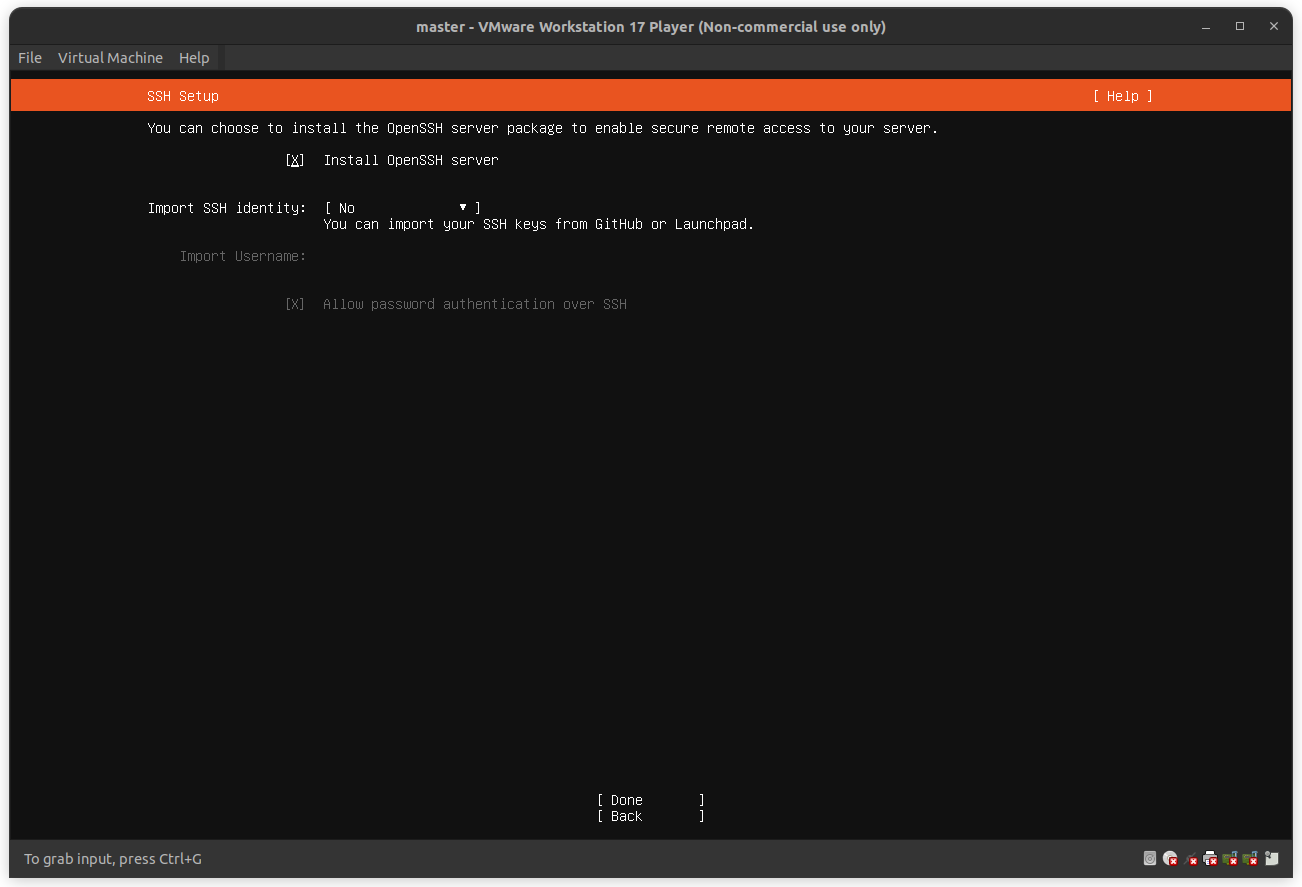 master - VMware Workstation 17 Player (Non-commercial use only)
File Virtual Machine Help
SSH Setup [ Help ]
You can choose to install the OpenSSH server package to enable secure remote access to your server.
[X] Install OpenSSH server
Import SSH identity: [ No ▾ ]
You can import your SSH keys from GitHub or Launchpad.
Import Username:
[X] Allow password authentication over SSH
[ Done ]
[ Back ]
To grab input, press Ctrl+G